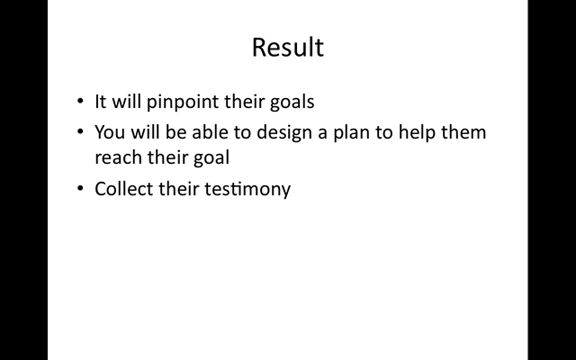 Result
• It will pinpoint their goals
• You will be able to design a plan to help them
reach their goal
• Collect their testimony